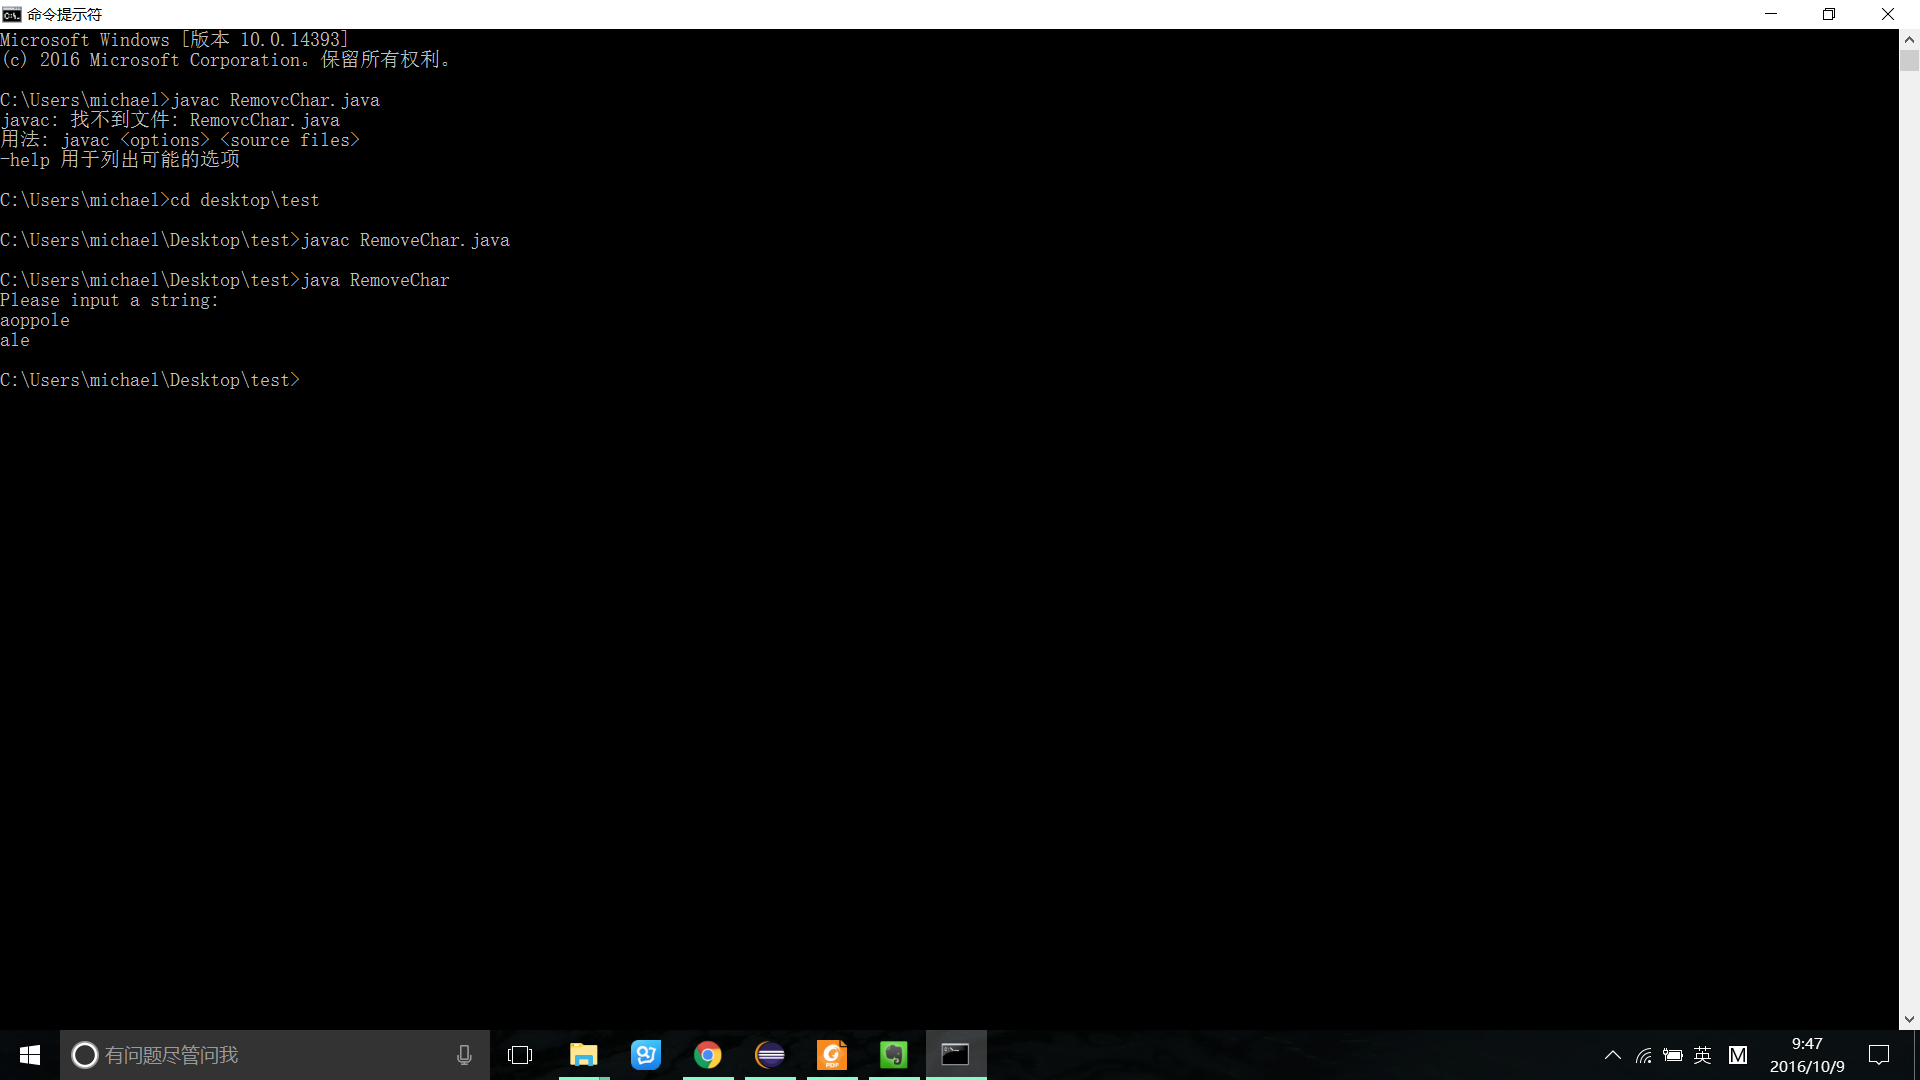 命令提示符
Microsoft Windows [版本 10.0.14393]
(c) 2016 Microsoft Corporation。保留所有权利。
C:\Users\michael>javac RemovcChar.java
javac: 找不到文件: RemovcChar.java
用法: javac <options> <source files>
-help 用于列出可能的选项
C:\Users\michael>cd desktop\test
C:\Users\michael\Desktop\test>javac RemoveChar.java
C:\Users\michael\Desktop\test>java RemoveChar
Please input a string:
aoppole
ale
C:\Users\michael\Desktop\test>
有问题尽管问我
PDF
英
M
9:47
2016/10/9